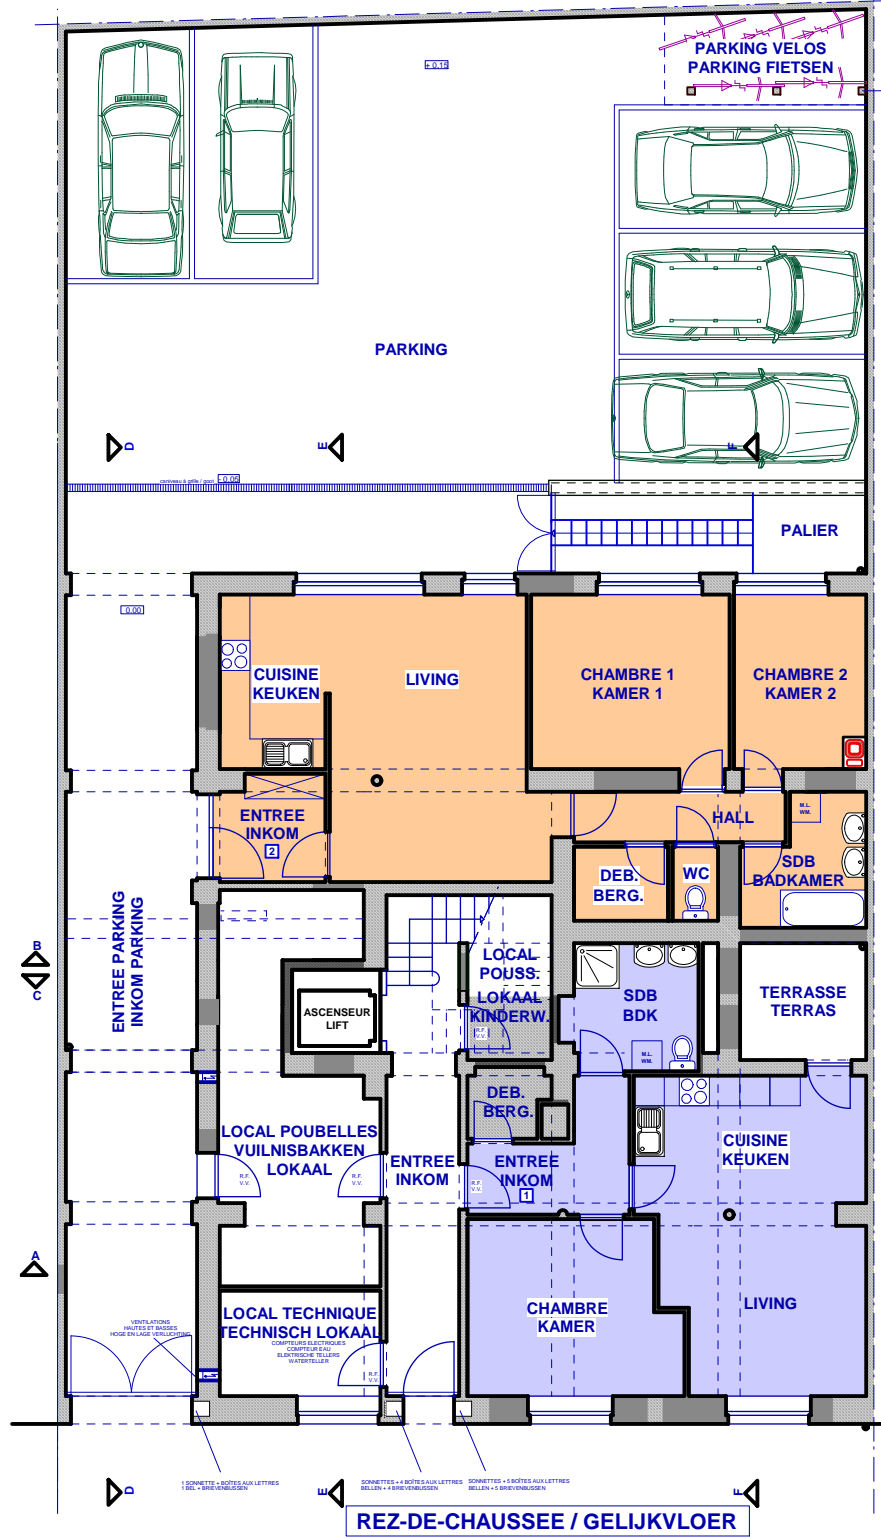 PARKING VELOS
PARKING FIETSEN
+ 0.15
PARKING
D
E
F
caniveau à grille / goot
- 0.05
PALIER
0.00
CUISINE
KEUKEN
LIVING
CHAMBRE 1
KAMER 1
CHAMBRE 2
KAMER 2
ENTREE
INKOM
2
HALL
M.L.
WM.
SDB
BADKAMER
DEB.
BERG.
WC
ENTREE PARKING
INKOM PARKING
B
C
LOCAL
POUSS.
LOKAAL
KINDERW.
R.F.
V.V.
ASCENSEUR
LIFT
SDB
BDK
M.L.
WM.
TERRASSE
TERRAS
DEB.
BERG.
LOCAL POUBELLES
VUILNISBAKKEN
LOKAAL
R.F.
V.V.
R.F.
V.V.
ENTREE
INKOM
R.F.
V.V.
ENTREE
INKOM
1
CUISINE
KEUKEN
A
LIVING
CHAMBRE
KAMER
LOCAL TECHNIQUE
TECHNISCH LOKAAL
COMPTEURS ELECTRIQUES
COMPTEUR EAU
ELEKTRISCHE TELLERS
WATERTELLER
R.F.
V.V.
VENTILATIONS
HAUTES ET BASSES
HOGE EN LAGE VERLUCHTING
1 SONNETTE + BOÎTES AUX LETTRES
1 BEL + BRIEVENBUSSEN
SONNETTES + 4 BOÎTES AUX LETTRES
BELLEN + 4 BRIEVENBUSSEN
SONNETTES + 5 BOÎTES AUX LETTRES
BELLEN + 5 BRIEVENBUSSEN
D
E
F
REZ-DE-CHAUSSEE / GELIJKVLOER